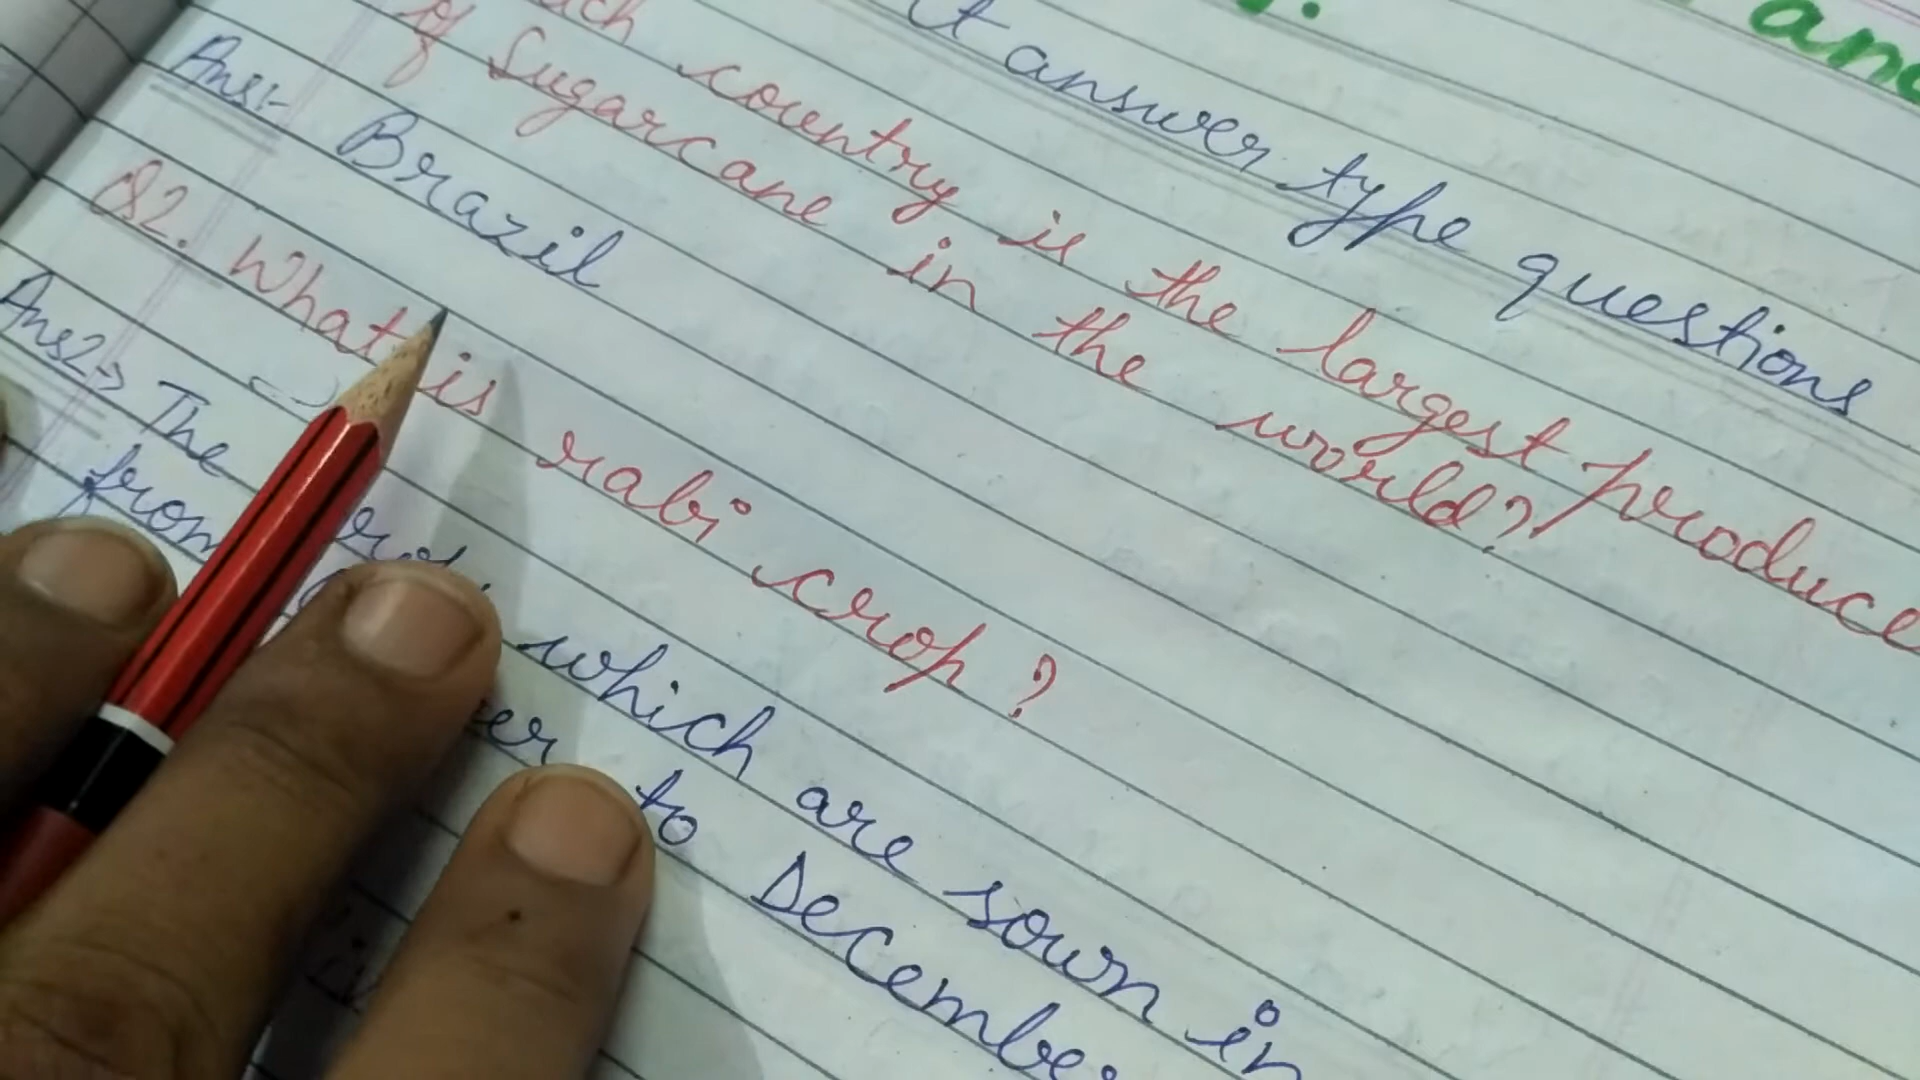 and
t answer type questions
country is the largest produce
of Sugarcane in the world?
Ans:- Brazil
Q2. What is rabi crop?
Ans2→ The which are sown in
from to December